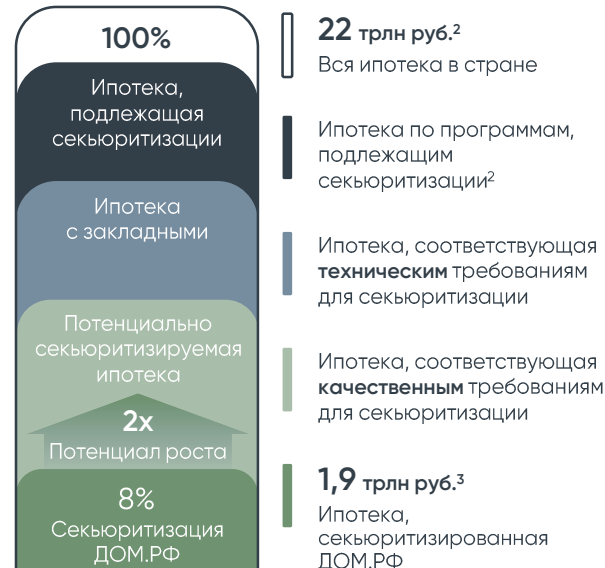 100%
Ипотека,
подлежащая
секьюритизации
Ипотека
с закладными
Потенциально
секьюритизируемая
ипотека
2x
Потенциал роста
8%
Секьюритизация
ДОМ.РФ
22 трлн руб.²
Вся ипотека в стране
Ипотека по программам,
подлежащим
секьюритизации²
Ипотека, соответствующая
техническим требованиям
для секьюритизации
Ипотека, соответствующая
качественным требованиям
для секьюритизации
1,9 трлн руб.³
Ипотека,
секьюритизированная
ДОМ.РФ